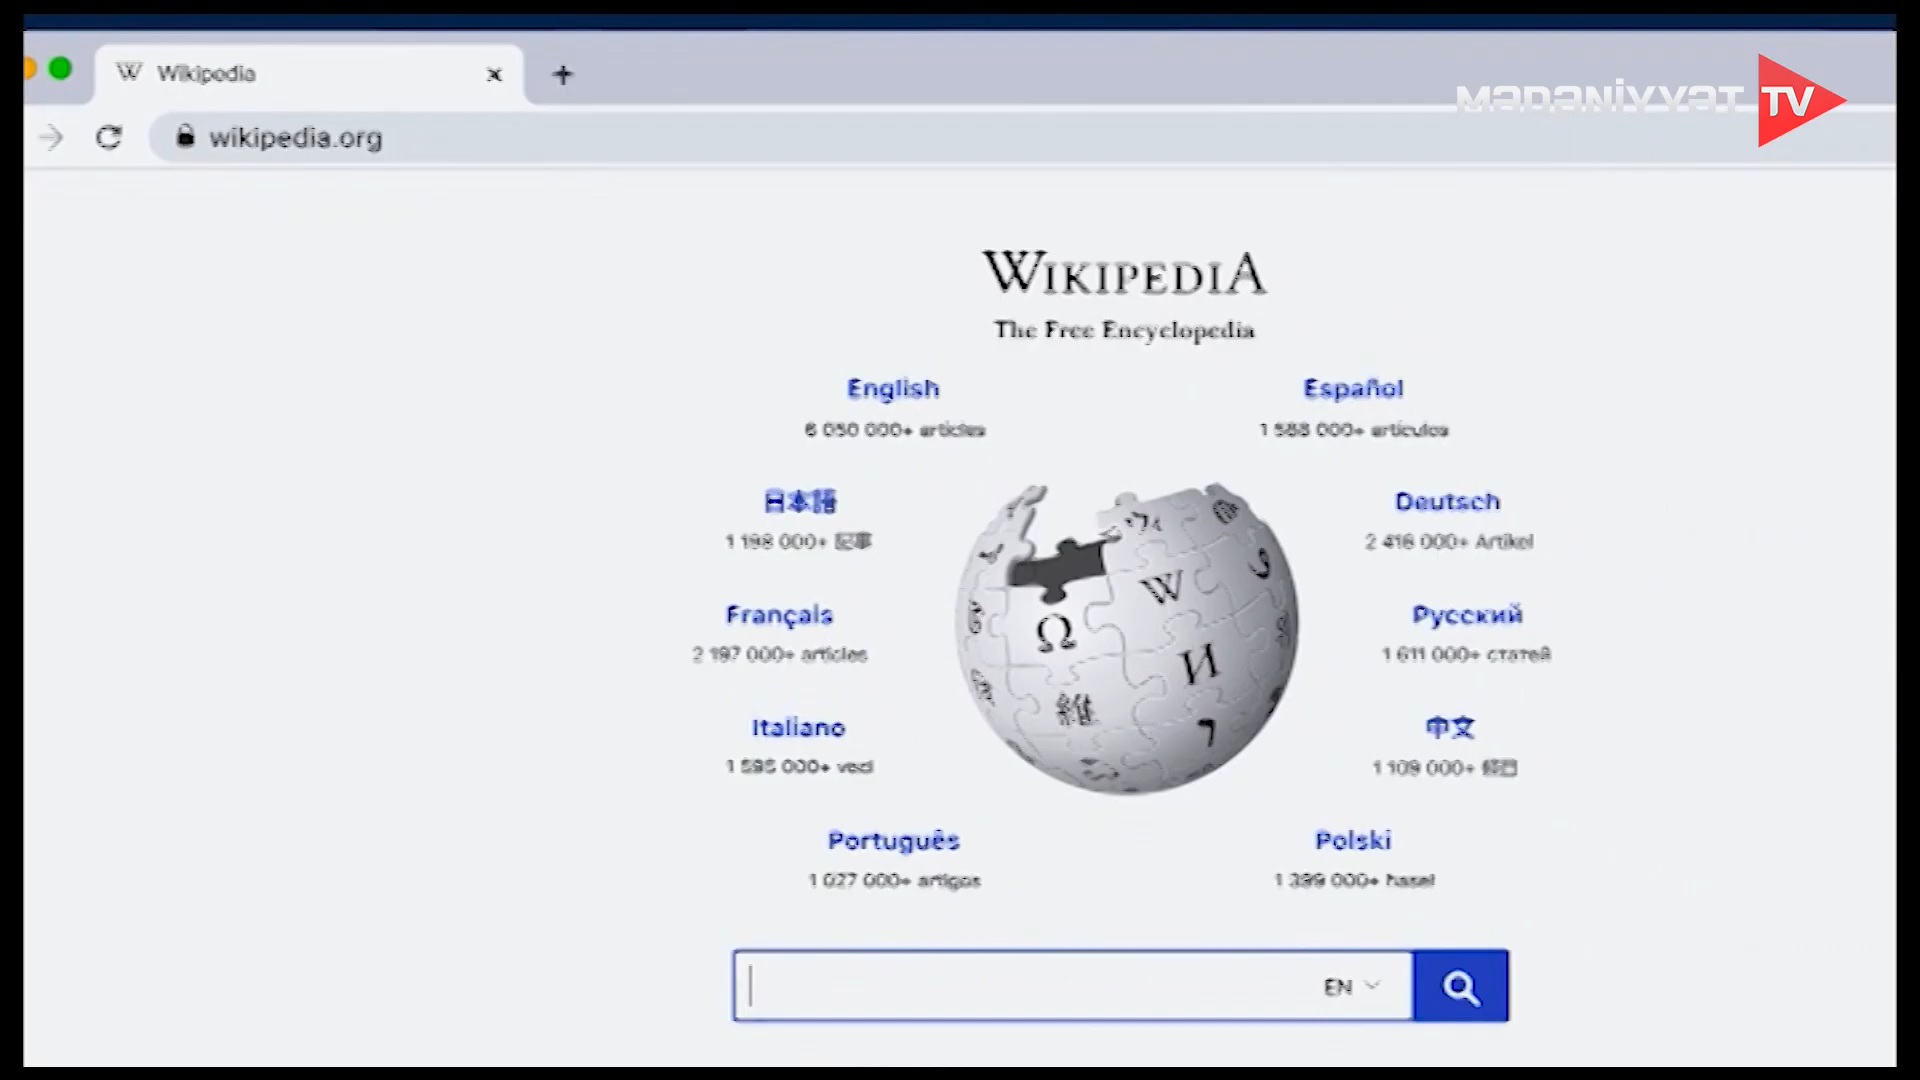 Wikipedia
MƏDƏNİYYƏT TV
wikipedia.org
WIKIPEDIA
The Free Encyclopedia
English
Español
6 050 000+ articles
1 588 000+ artículos
日本語
Deutsch
1 198 000+ 記事
2 416 000+ Artikel
Français
Русский
2 197 000+ articles
1 611 000+ статей
Italiano
中文
1 595 000+ voci
1 109 000+ 條目
Português
Polski
1 027 000+ artigos
1 399 000+ haseł
EN
Ω
W
И
維